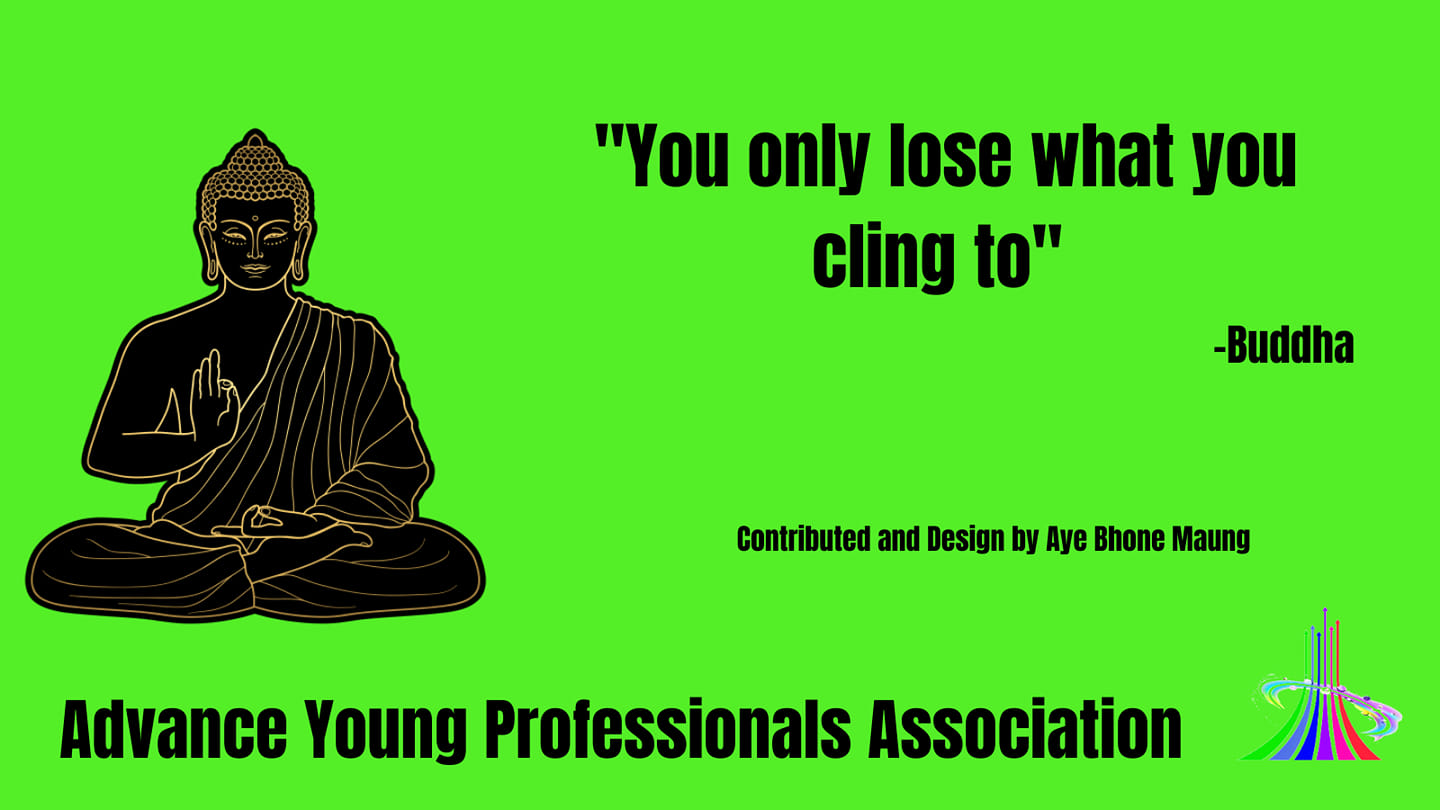 "You only lose what you
cling to"
-Buddha
Contributed and Design by Aye Bhone Maung
Advance Young Professionals Association